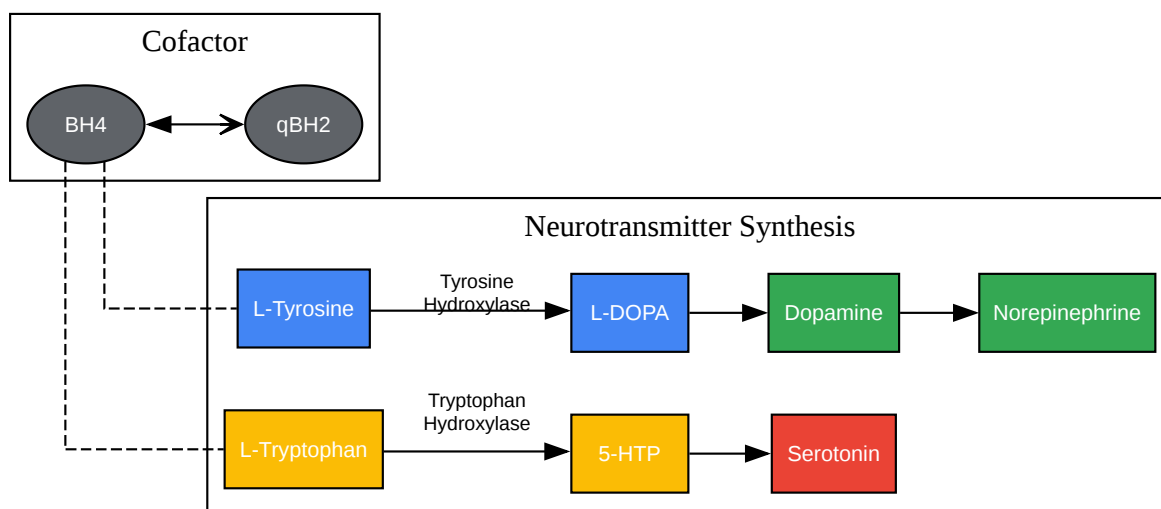 Cofactor
BH4
qBH2
Neurotransmitter Synthesis
L-Tyrosine
Tyrosine
Hydroxylase
L-DOPA
Dopamine
Norepinephrine
L-Tryptophan
Tryptophan
Hydroxylase
5-HTP
Serotonin